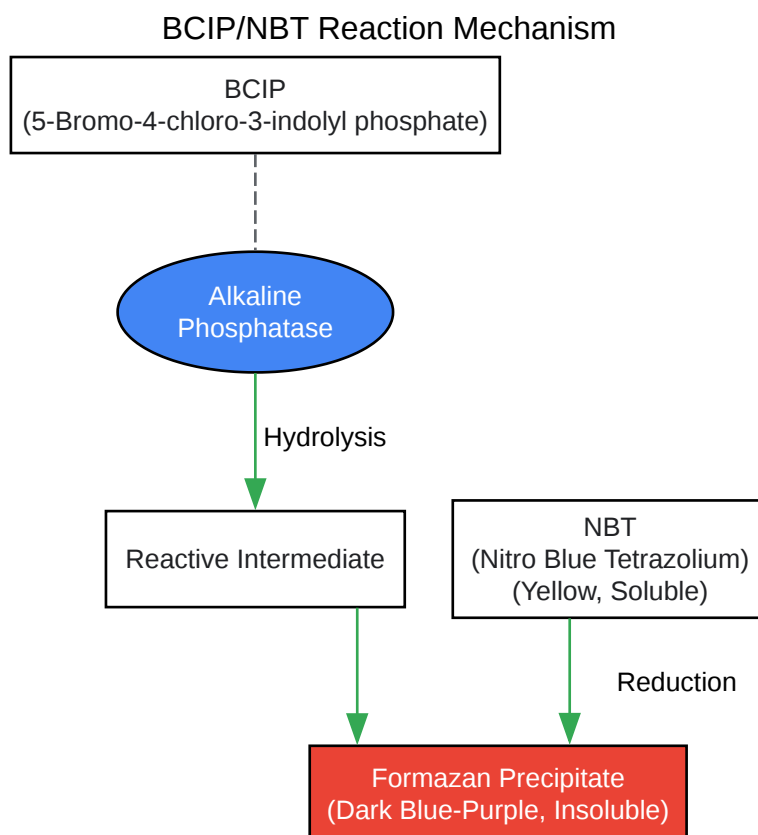 BCIP/NBT Reaction Mechanism
BCIP
(5-Bromo-4-chloro-3-indolyl phosphate)
Alkaline
Phosphatase
Hydrolysis
Reactive Intermediate
NBT
(Nitro Blue Tetrazolium)
(Yellow, Soluble)
Reduction
Formazan Precipitate
(Dark Blue-Purple, Insoluble)